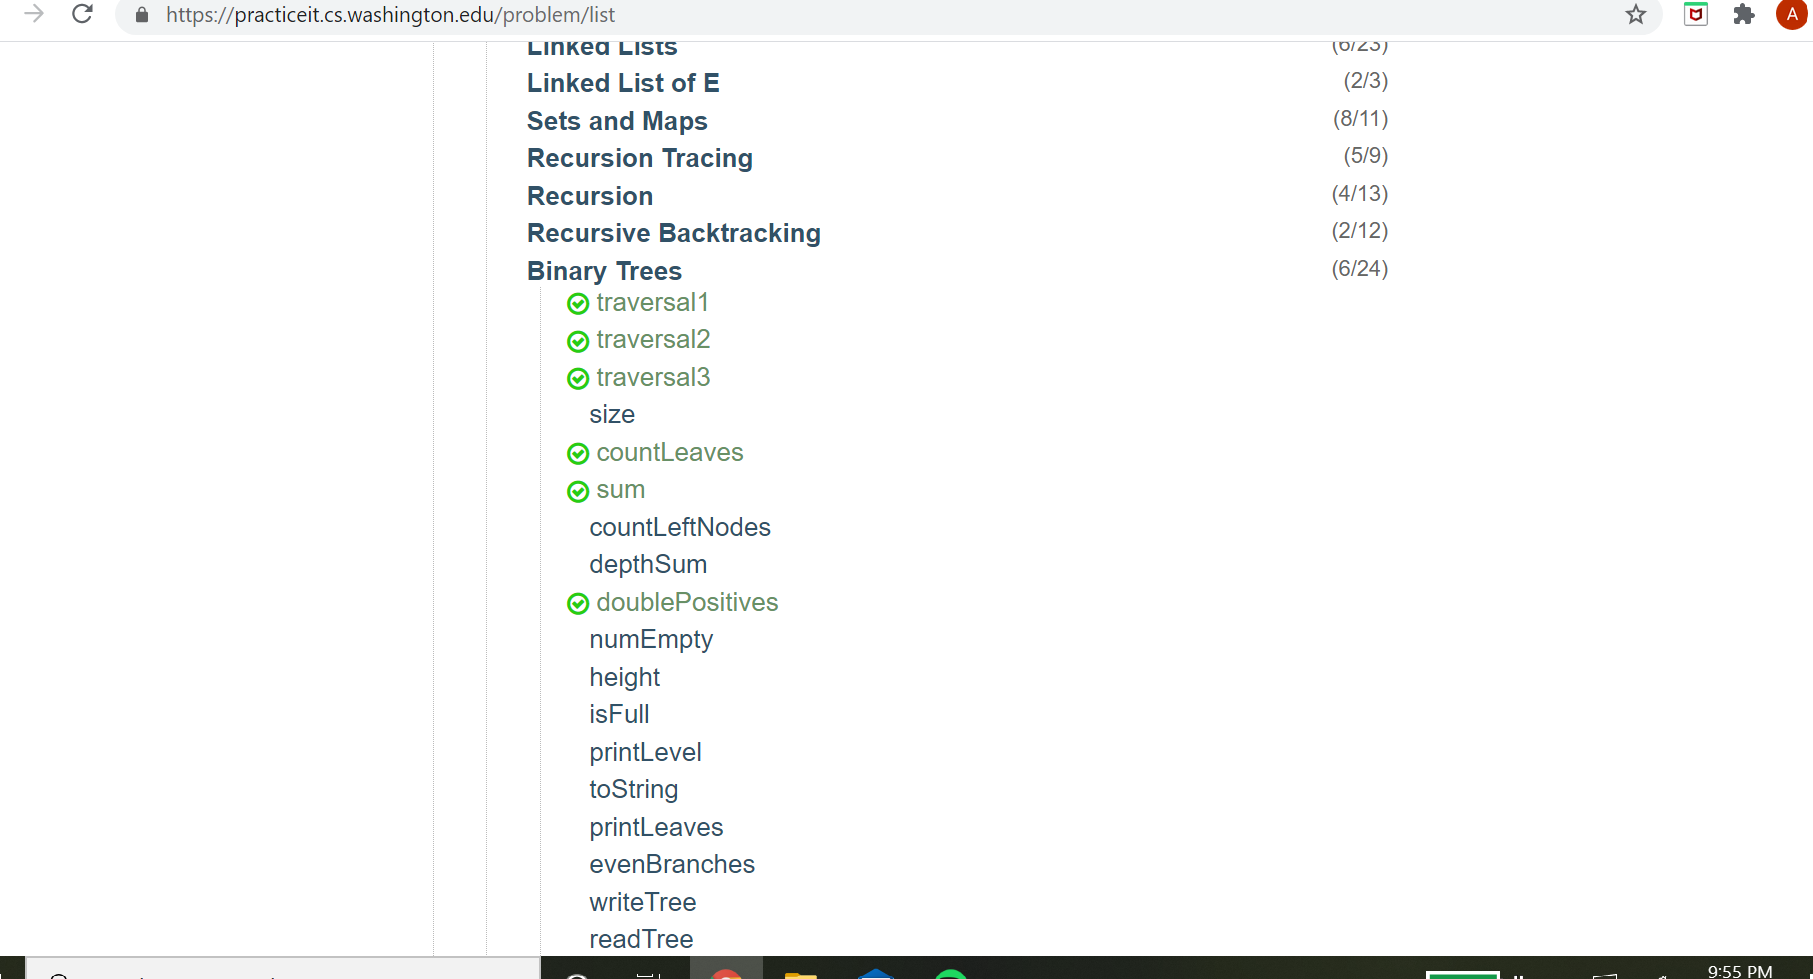 https://practiceit.cs.washington.edu/problem/list
A
Linked Lists (6/23)
Linked List of E (2/3)
Sets and Maps (8/11)
Recursion Tracing (5/9)
Recursion (4/13)
Recursive Backtracking (2/12)
Binary Trees (6/24)
traversal1
traversal2
traversal3
size
countLeaves
sum
countLeftNodes
depthSum
doublePositives
numEmpty
height
isFull
printLevel
toString
printLeaves
evenBranches
writeTree
readTree
9:55 PM